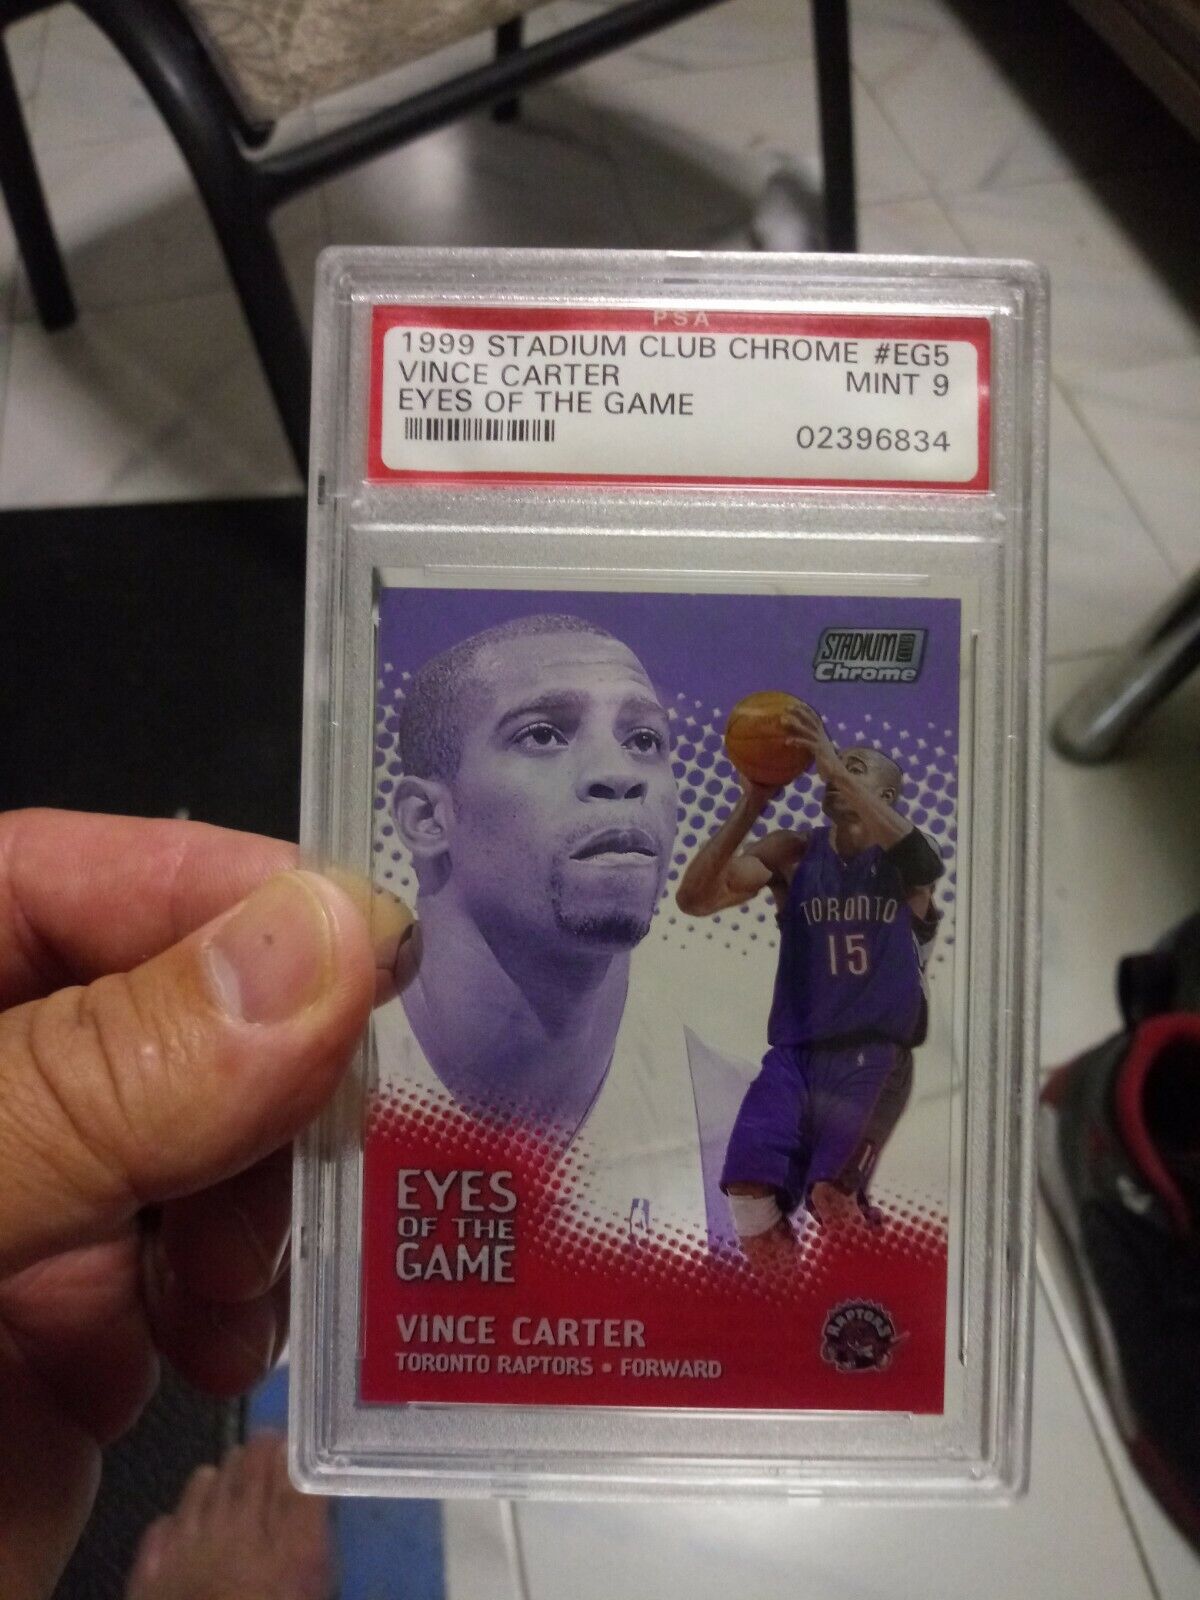 PSA
1999 STADIUM CLUB CHROME #EG5
VINCE CARTER MINT 9
EYES OF THE GAME
02396834
STADIUM CLUB
Chrome
TORONTO
15
EYES
OF THE
GAME
VINCE CARTER
TORONTO RAPTORS • FORWARD
RAPTORS